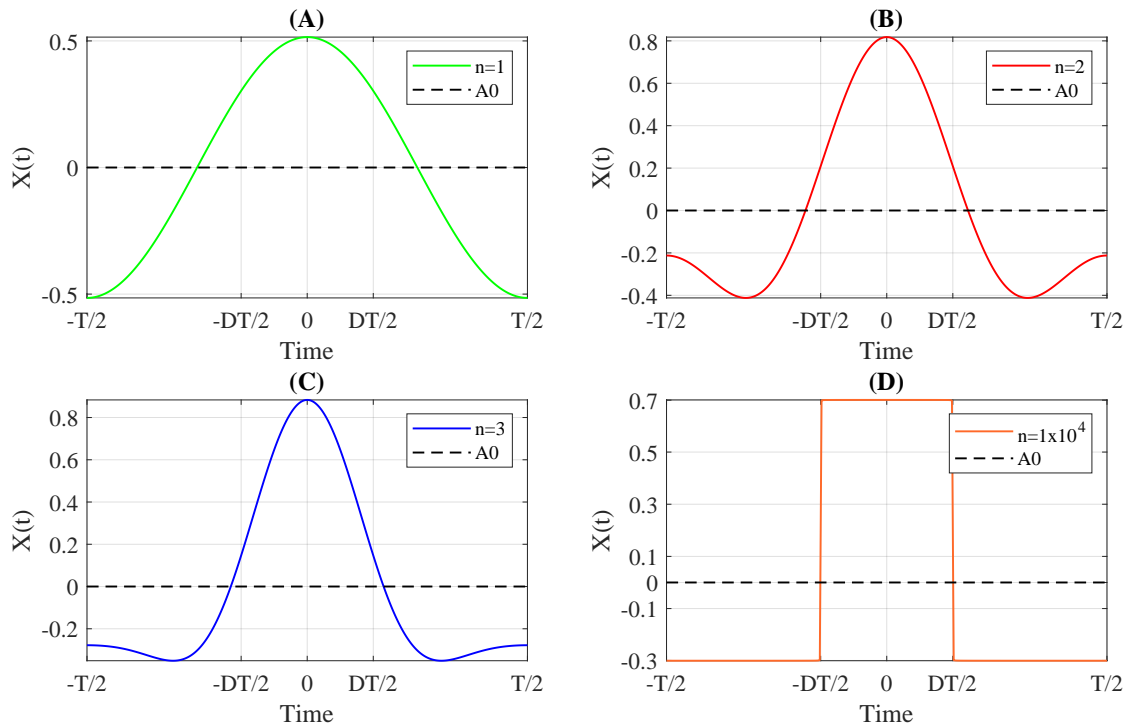 (A)
0.5
0
-0.5
X(t)
n=1
A0
-T/2
-DT/2
0
DT/2
T/2
Time
(B)
0.8
0.6
0.4
0.2
0
-0.2
-0.4
X(t)
n=2
A0
-T/2
-DT/2
0
DT/2
T/2
Time
(C)
0.8
0.6
0.4
0.2
0
-0.2
X(t)
n=3
A0
-T/2
-DT/2
0
DT/2
T/2
Time
(D)
0.7
0.5
0.3
0.1
0
-0.1
-0.3
X(t)
n=1x10^4
A0
-T/2
-DT/2
0
DT/2
T/2
Time